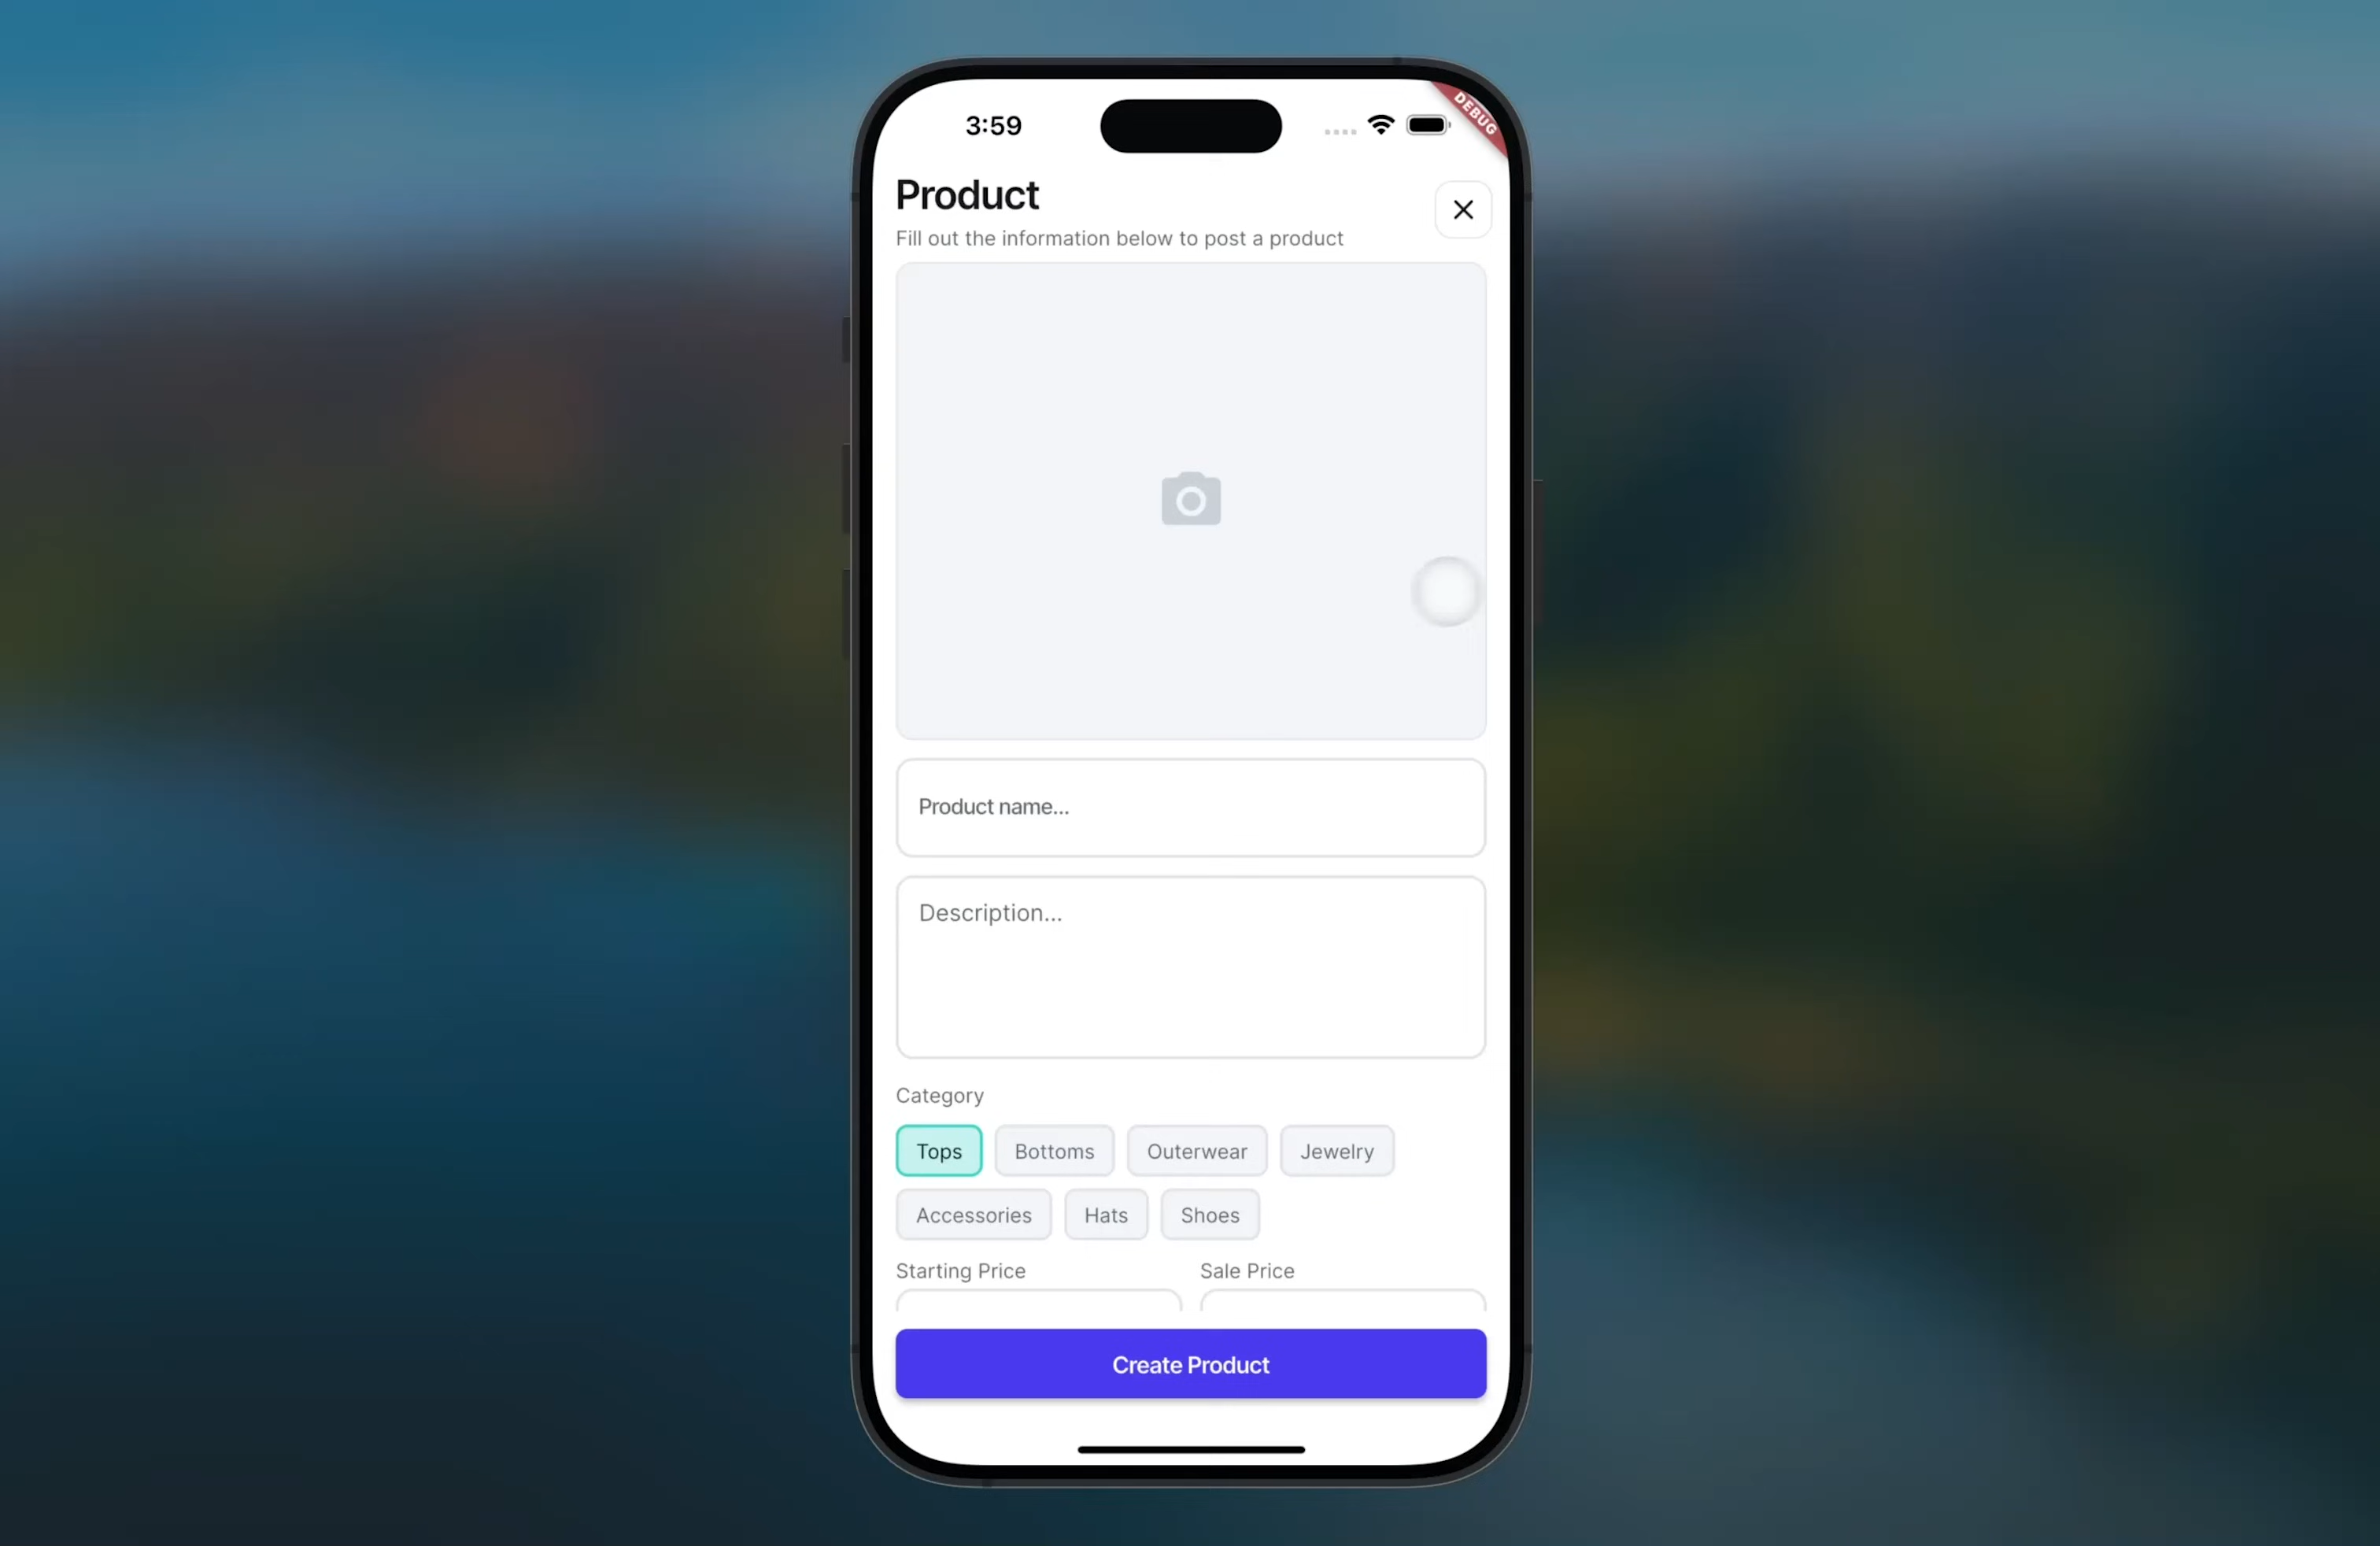 3:59
DEBUG
Product
Fill out the information below to post a product
Product name...
Description...
Category
Tops Bottoms Outerwear Jewelry
Accessories Hats Shoes
Starting Price Sale Price
Create Product